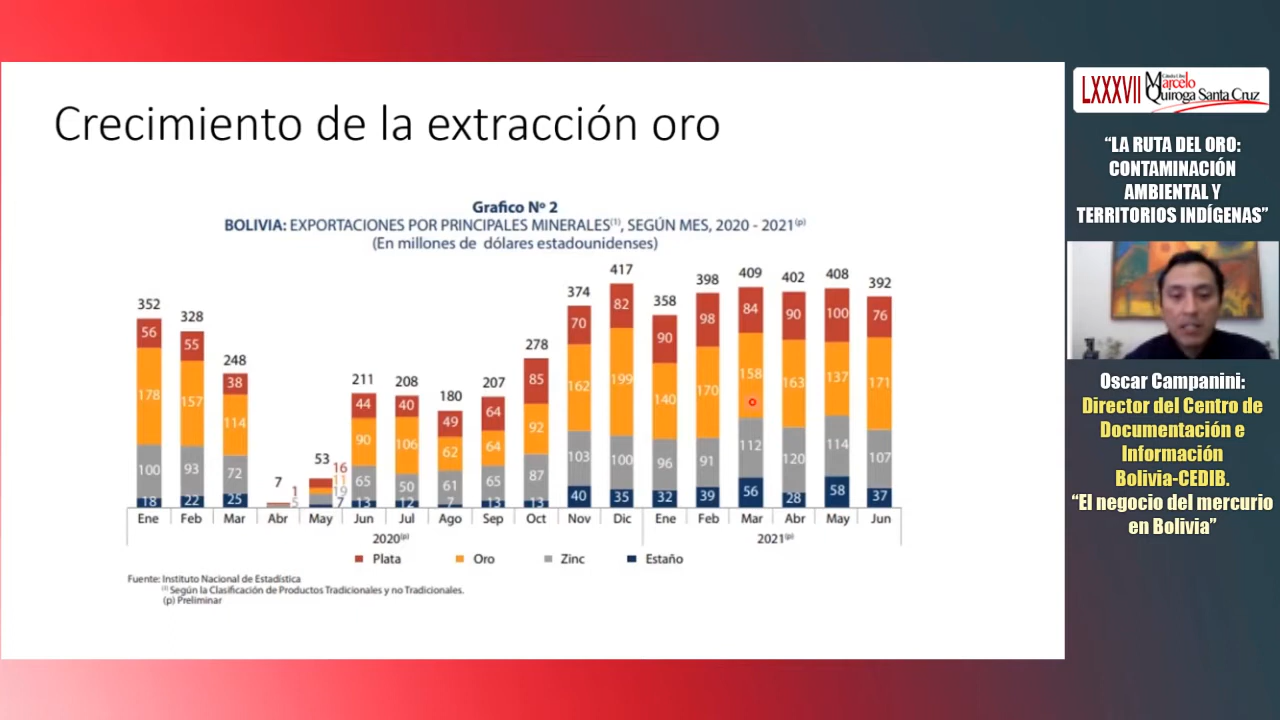 Crecimiento de la extracción oro
Grafico Nº 2
BOLIVIA: EXPORTACIONES POR PRINCIPALES MINERALES(1), SEGÚN MES, 2020 - 2021(p)
(En millones de dólares estadounidenses)
352 328 248 7 53 211 208 180 207 278 374 417 358 398 409 402 408 392
56 55 38 1 16 44 40 49 64 85 70 82 90 98 84 90 100 76
178 157 114 11 90 106 62 64 92 162 199 140 170 158 163 137 171
100 93 72 5 19 65 50 61 65 87 103 100 96 91 112 120 114 107
18 22 25 7 13 12 7 13 13 40 35 32 39 56 28 58 37
Ene Feb Mar Abr May Jun Jul Ago Sep Oct Nov Dic Ene Feb Mar Abr May Jun
2020(p) 2021(p)
Plata Oro Zinc Estaño
Fuente: Instituto Nacional de Estadística
(1) Según la Clasificación de Productos Tradicionales y no Tradicionales.
(p) Preliminar
LXXXVII
Cátedra Libre
Marcelo
Quiroga Santa Cruz
“LA RUTA DEL ORO:
CONTAMINACIÓN
AMBIENTAL Y
TERRITORIOS INDÍGENAS”
Oscar Campanini:
Director del Centro de
Documentación e
Información
Bolivia-CEDIB.
“El negocio del mercurio
en Bolivia”